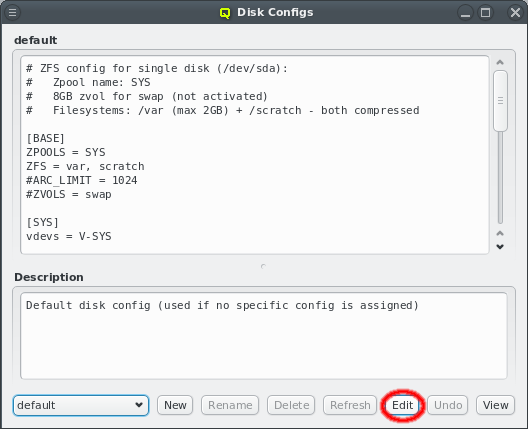 Disk Configs
default
# ZFS config for single disk (/dev/sda):
#   Zpool name: SYS
#   8GB zvol for swap (not activated)
#   Filesystems: /var (max 2GB) + /scratch - both compressed
[BASE]
ZPOOLS = SYS
ZFS = var, scratch
#ARC_LIMIT = 1024
#ZVOLS = swap
[SYS]
vdevs = V-SYS
Description
Default disk config (used if no specific config is assigned)
default New Rename Delete Refresh Edit Undo View